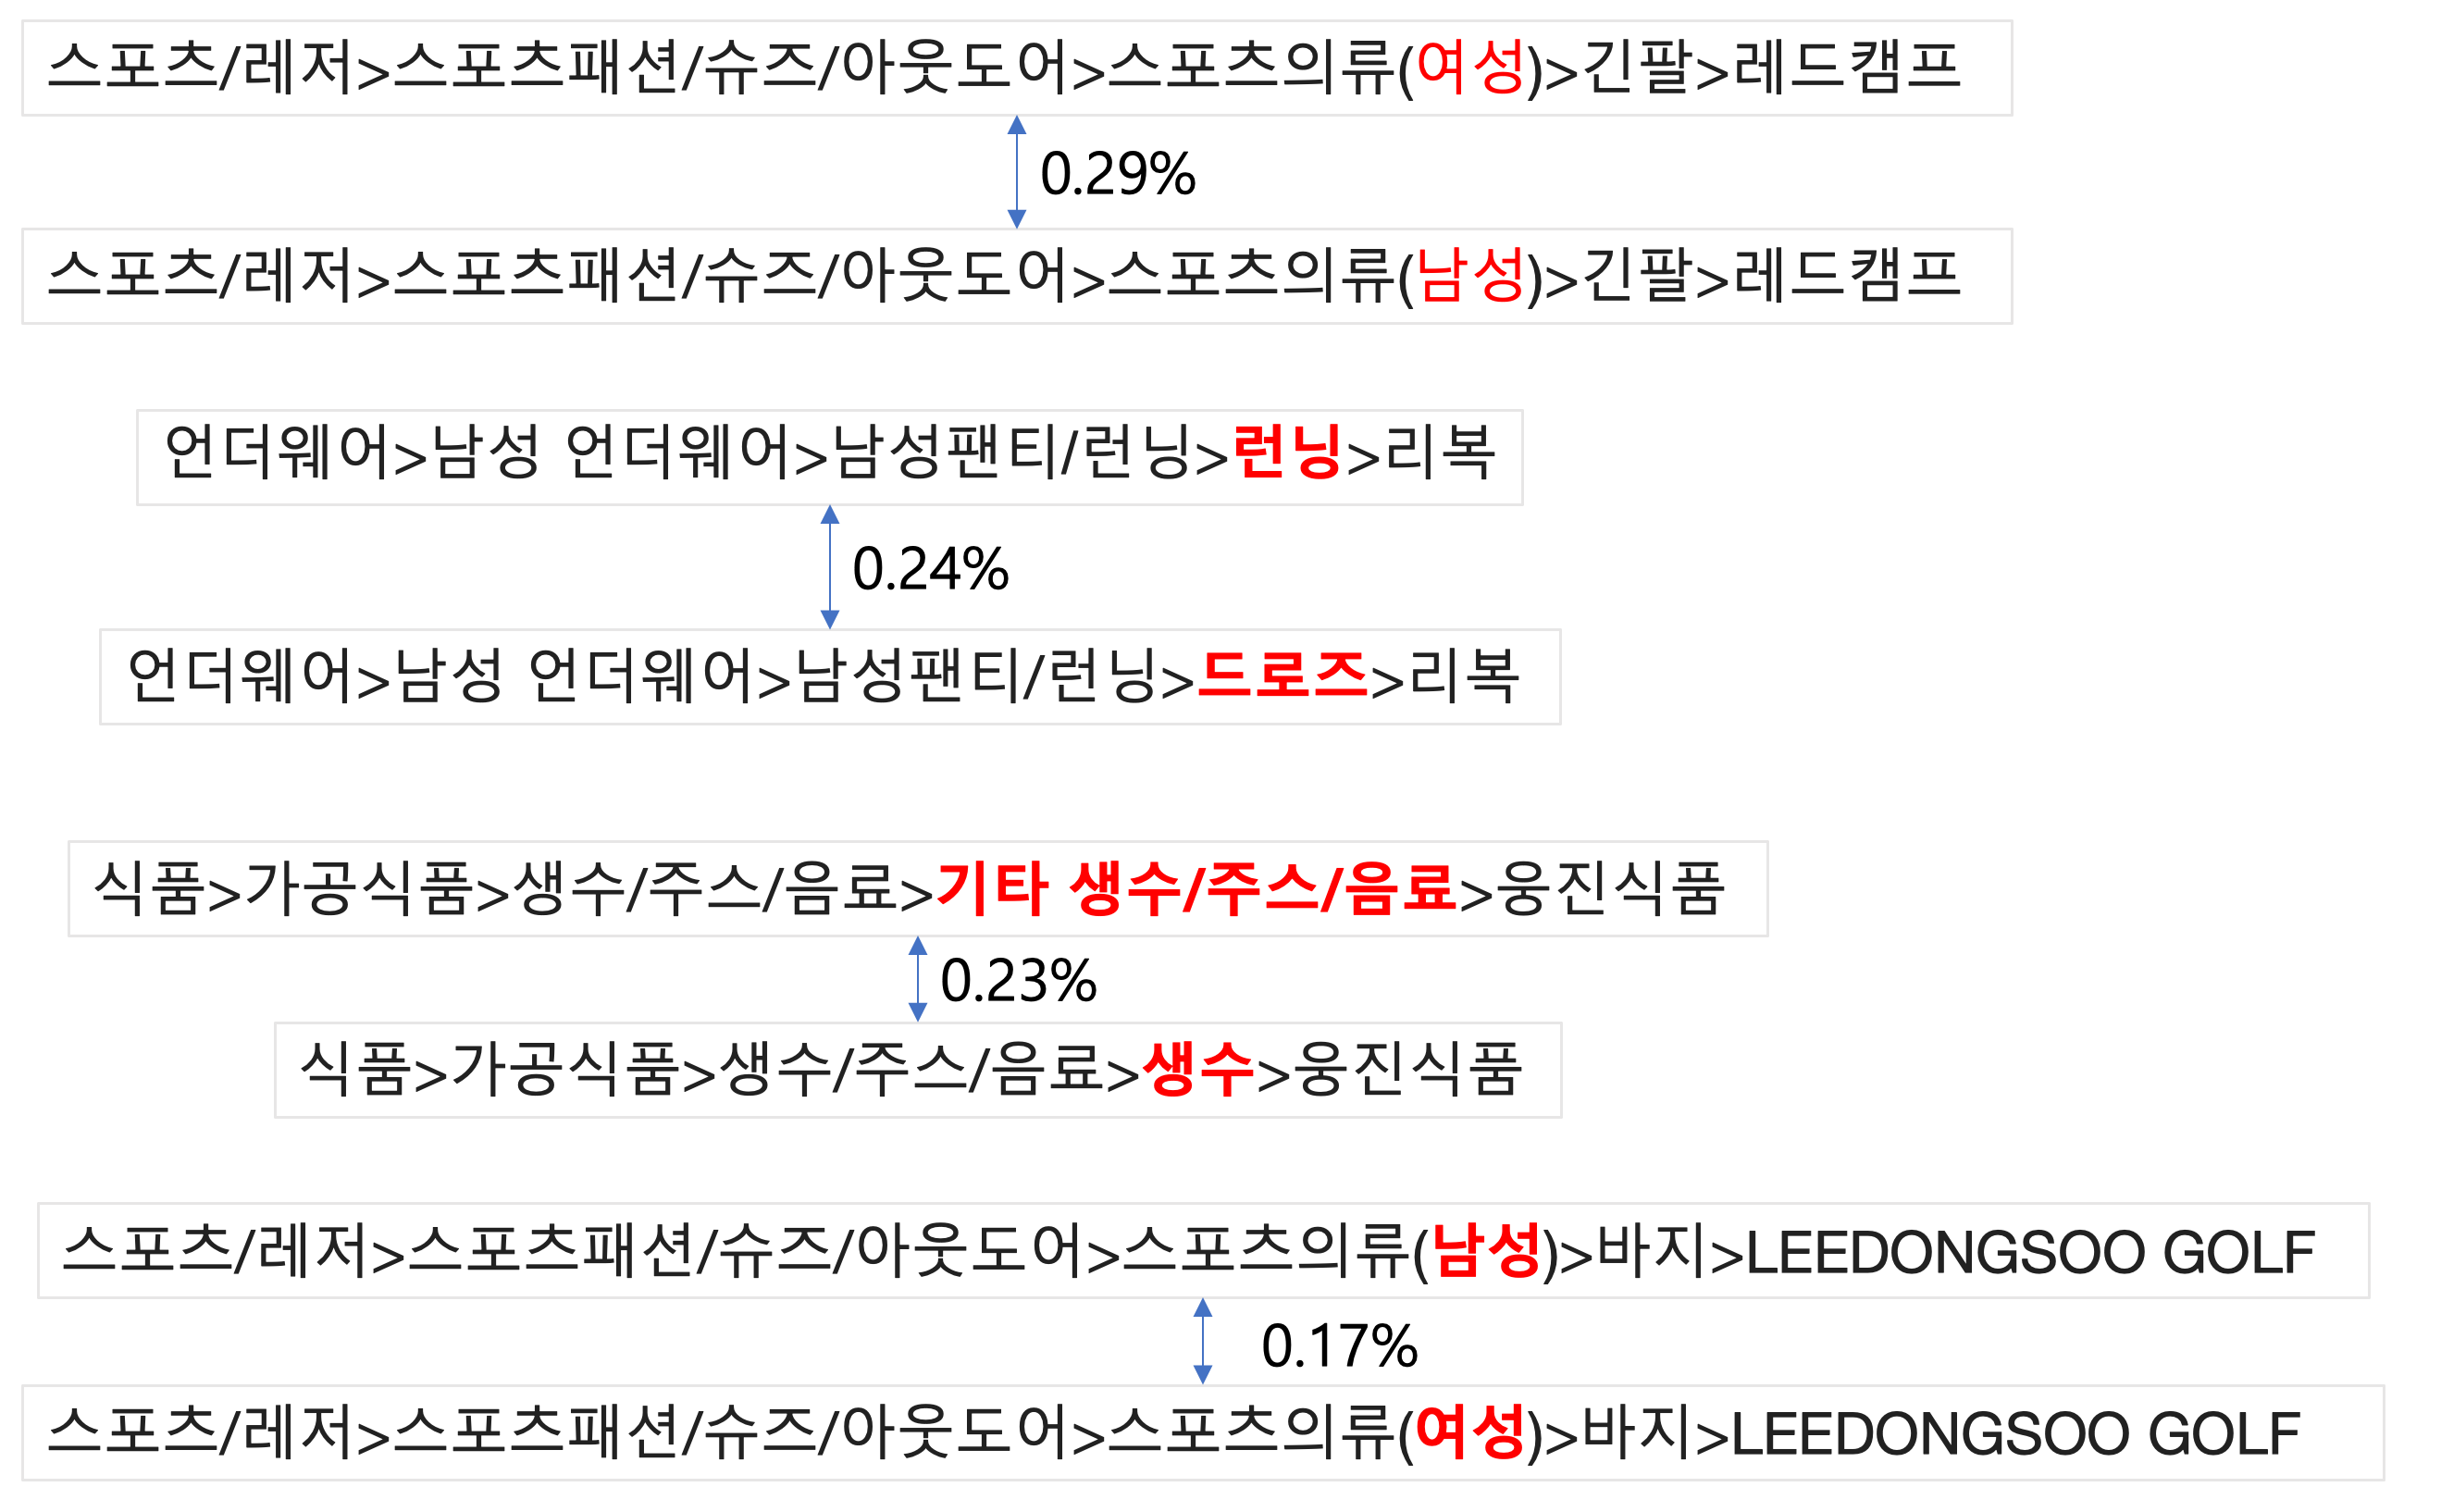 스포츠/레저>스포츠패션/슈즈/아웃도어>스포츠의류(여성)>긴팔>레드캠프
0.29%
스포츠/레저>스포츠패션/슈즈/아웃도어>스포츠의류(남성)>긴팔>레드캠프
언더웨어>남성 언더웨어>남성팬티/런닝>런닝>리복
0.24%
언더웨어>남성 언더웨어>남성팬티/런닝>드로즈>리복
식품>가공식품>생수/주스/음료>기타 생수/주스/음료>웅진식품
0.23%
식품>가공식품>생수/주스/음료>생수>웅진식품
스포츠/레저>스포츠패션/슈즈/아웃도어>스포츠의류(남성)>바지>LEEDONGSOO GOLF
0.17%
스포츠/레저>스포츠패션/슈즈/아웃도어>스포츠의류(여성)>바지>LEEDONGSOO GOLF